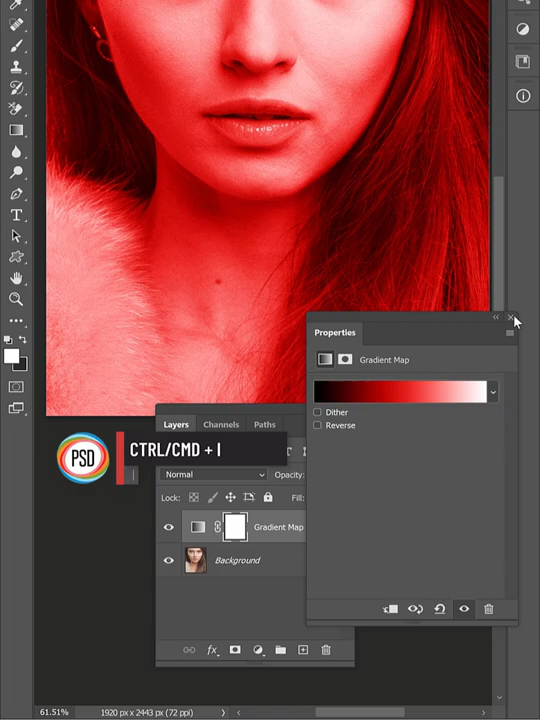 Properties
Gradient Map
Dither
Reverse
Layers
Channels
Paths
PSD
CTRL/CMD + I
Normal
Opacity:
Lock:
Fill:
Gradient Map
Background
61.51%
1920 px x 2443 px (72 ppi)